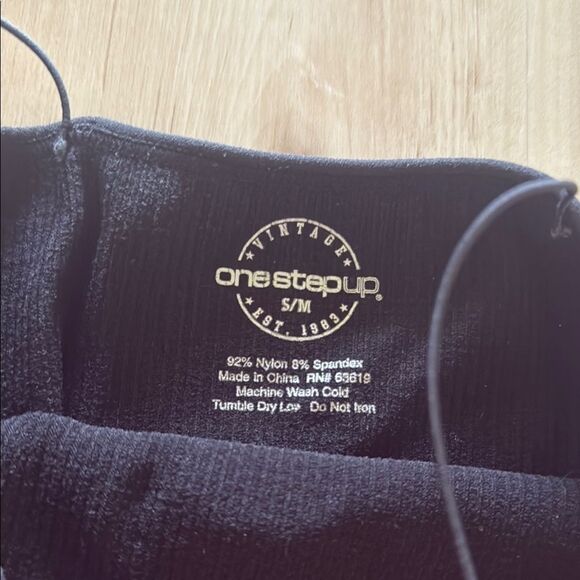 ★ VINTAGE ★
onestepup®
S/M
★ EST. 1983 ★
92% Nylon 8% Spandex
Made In China RN# 63619
Machine Wash Cold
Tumble Dry Low Do Not Iron